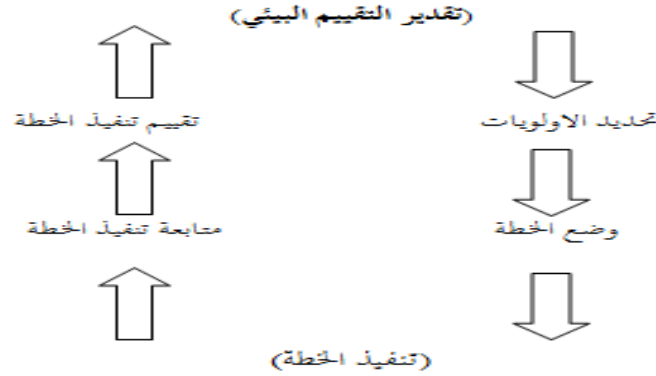 (تقدير التقييم البيئي)
تحديد الاولويات
تقييم تنفيذ الخطة
وضع الخطة
متابعة تنفيذ الخطة
(تنفيذ الخطة)